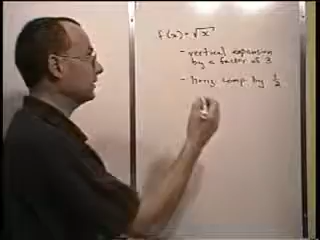 f(x) = √x
- vertical expansion
by a factor of 3
- horiz comp by 1/2